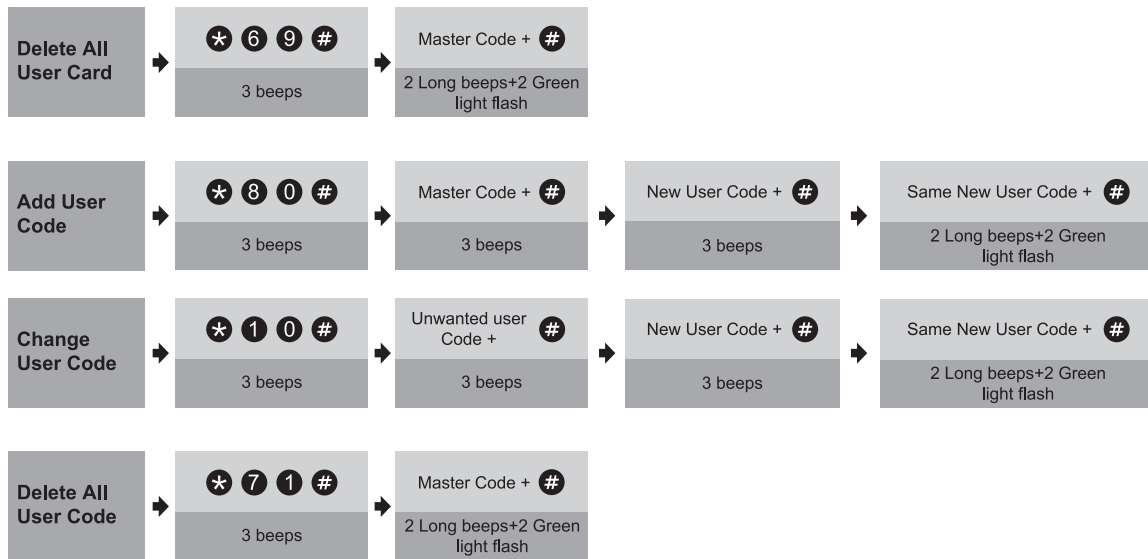 Delete All
User Card
* 6 9 #
3 beeps
Master Code + #
2 Long beeps+2 Green
light flash
Add User
Code
* 8 0 #
3 beeps
Master Code + #
3 beeps
New User Code + #
3 beeps
Same New User Code + #
2 Long beeps+2 Green
light flash
Change
User Code
* 1 0 #
3 beeps
Unwanted user
Code + #
3 beeps
New User Code + #
3 beeps
Same New User Code + #
2 Long beeps+2 Green
light flash
Delete All
User Code
* 7 1 #
3 beeps
Master Code + #
2 Long beeps+2 Green
light flash